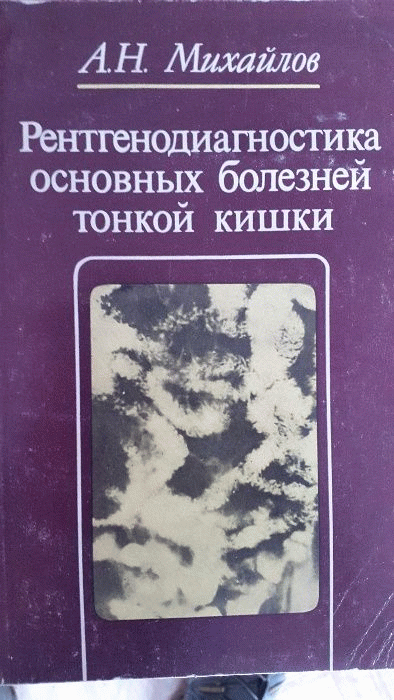 А.Н. Михайлов
Рентгенодиагностика
основных болезней
тонкой кишки